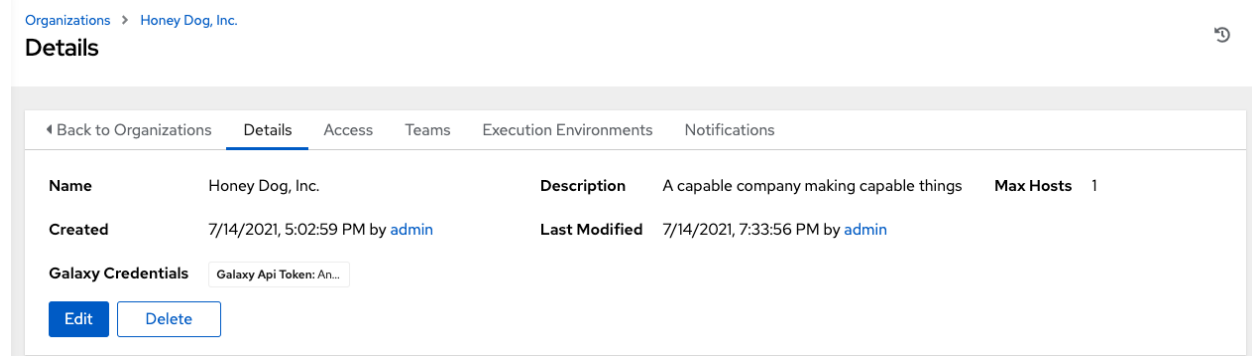 Organizations > Honey Dog, Inc.
Details
Back to Organizations Details Access Teams Execution Environments Notifications
Name Honey Dog, Inc. Description A capable company making capable things Max Hosts 1
Created 7/14/2021, 5:02:59 PM by admin Last Modified 7/14/2021, 7:33:56 PM by admin
Galaxy Credentials Galaxy Api Token: An...
Edit Delete